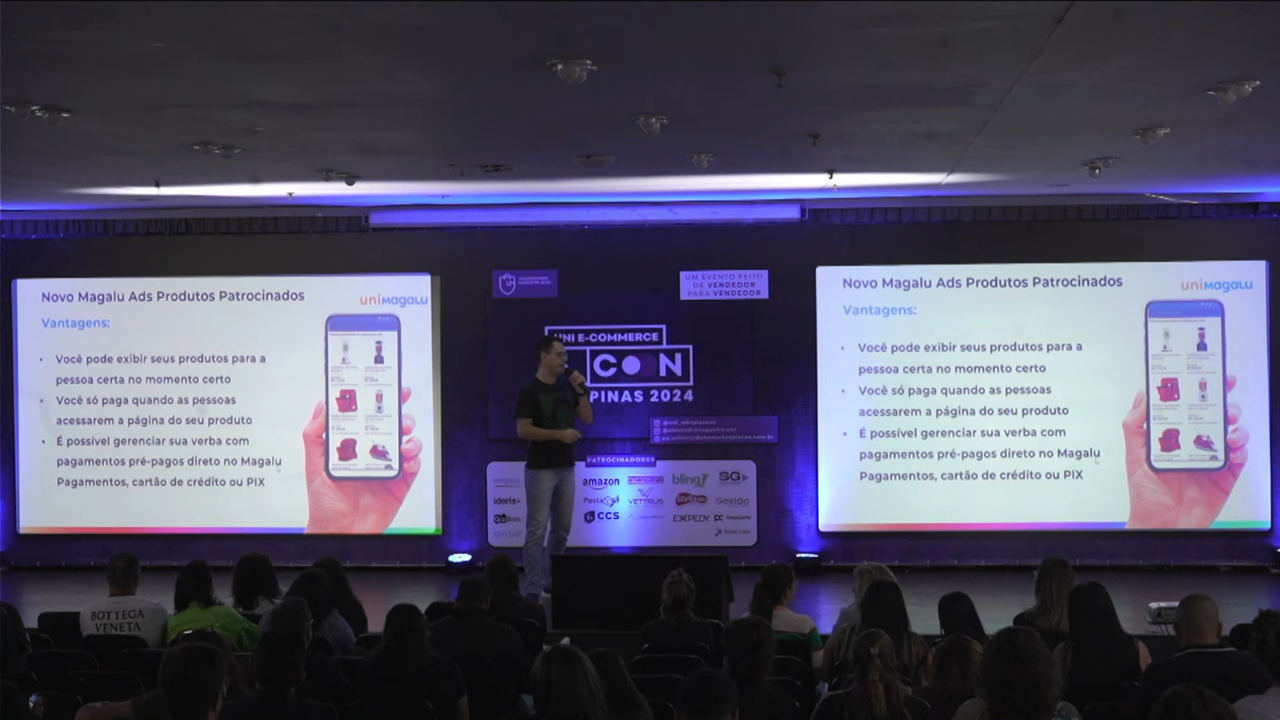 Novo Magalu Ads Produtos Patrocinados
uniMagalu
Vantagens:
• Você pode exibir seus produtos para a
pessoa certa no momento certo
• Você só paga quando as pessoas
acessarem a página do seu produto
• É possível gerenciar sua verba com
pagamentos pré-pagos direto no Magalu
Pagamentos, cartão de crédito ou PIX
UM EVENTO FEITO
DE VENDEDOR
PARA VENDEDOR
UNI E-COMMERCE
CON
PINAS 2024
PATROCINADORES
amazon
americanas
bling!
SG
ideris
VETTRUS
Gestão
CCS
EXPEDY
Novo Magalu Ads Produtos Patrocinados
uniMagalu
Vantagens:
• Você pode exibir seus produtos para a
pessoa certa no momento certo
• Você só paga quando as pessoas
acessarem a página do seu produto
• É possível gerenciar sua verba com
pagamentos pré-pagos direto no Magalu
Pagamentos, cartão de crédito ou PIX
BOTTEGA
VENETA